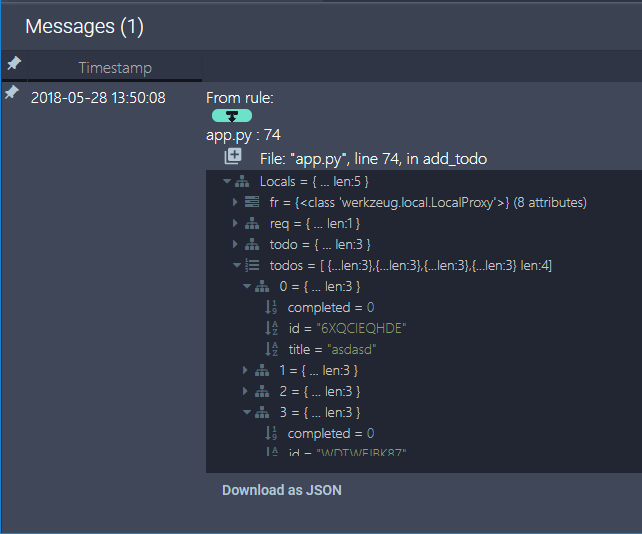 Messages (1)
Timestamp
2018-05-28 13:50:08
From rule:
app.py : 74
File: "app.py", line 74, in add_todo
Locals = { ... len:5 }
fr = {<class 'werkzeug.local.LocalProxy'>} (8 attributes)
req = { ... len:1 }
todo = { ... len:3 }
todos = [ {...len:3},{...len:3},{...len:3},{...len:3} len:4]
0 = { ... len:3 }
completed = 0
id = "6XQCIEQHDE"
title = "asdasd"
1 = { ... len:3 }
2 = { ... len:3 }
3 = { ... len:3 }
completed = 0
id =
Download as JSON